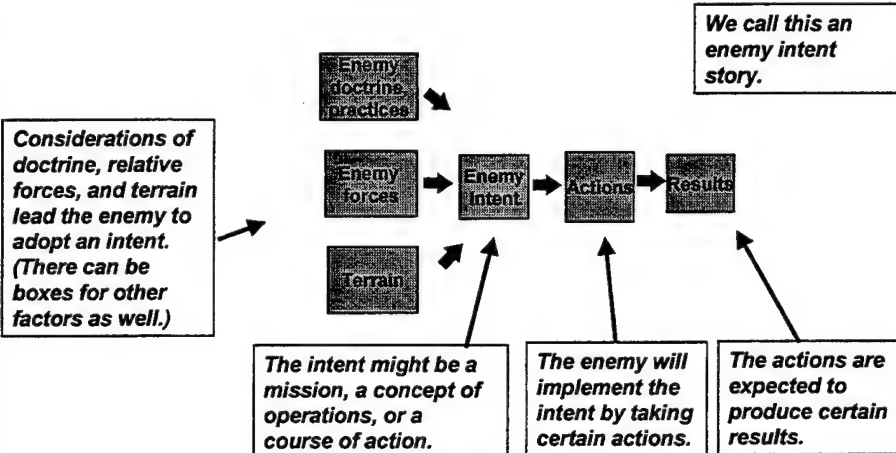 We call this an
enemy intent
story.
Enemy
doctrine,
practices
Considerations of
doctrine, relative
forces, and terrain
lead the enemy to
adopt an intent.
(There can be
boxes for other
factors as well.)
Enemy
forces
Enemy
Intent
Actions
Results
Terrain
The intent might be a
mission, a concept of
operations, or a
course of action.
The enemy will
implement the
intent by taking
certain actions.
The actions are
expected to
produce certain
results.